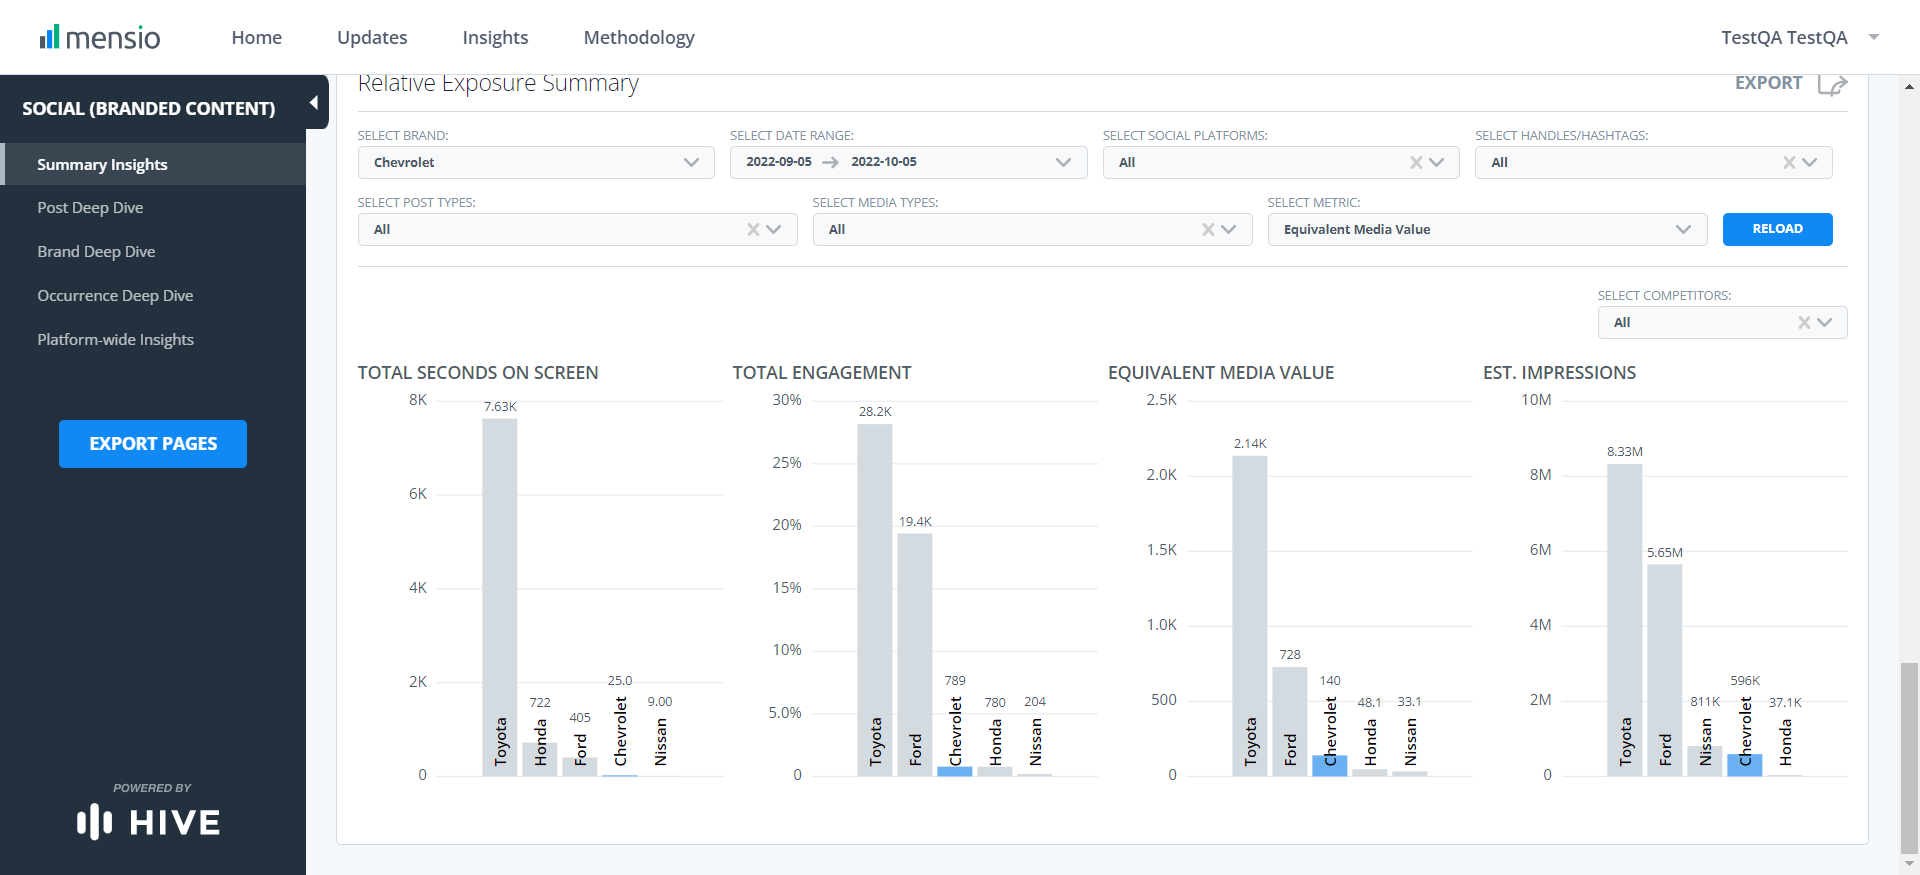 mensio
Home
Updates
Insights
Methodology
TestQA TestQA
SOCIAL (BRANDED CONTENT)
Summary Insights
Post Deep Dive
Brand Deep Dive
Occurrence Deep Dive
Platform-wide Insights
EXPORT PAGES
POWERED BY
HIVE
Relative Exposure Summary
EXPORT
SELECT BRAND:
Chevrolet
SELECT DATE RANGE:
2022-09-05 → 2022-10-05
SELECT SOCIAL PLATFORMS:
All
SELECT HANDLES/HASHTAGS:
All
SELECT POST TYPES:
All
SELECT MEDIA TYPES:
All
SELECT METRIC:
Equivalent Media Value
RELOAD
SELECT COMPETITORS:
All
TOTAL SECONDS ON SCREEN
8K
6K
4K
2K
0
7.63K
722
405
25.0
9.00
Toyota
Honda
Ford
Chevrolet
Nissan
TOTAL ENGAGEMENT
30%
25%
20%
15%
10%
5.0%
0
28.2K
19.4K
789
780
204
Toyota
Ford
Chevrolet
Honda
Nissan
EQUIVALENT MEDIA VALUE
2.5K
2.0K
1.5K
1.0K
500
0
2.14K
728
140
48.1
33.1
Toyota
Ford
Chevrolet
Honda
Nissan
EST. IMPRESSIONS
10M
8M
6M
4M
2M
0
8.33M
5.65M
811K
596K
37.1K
Toyota
Ford
Nissan
Chevrolet
Honda